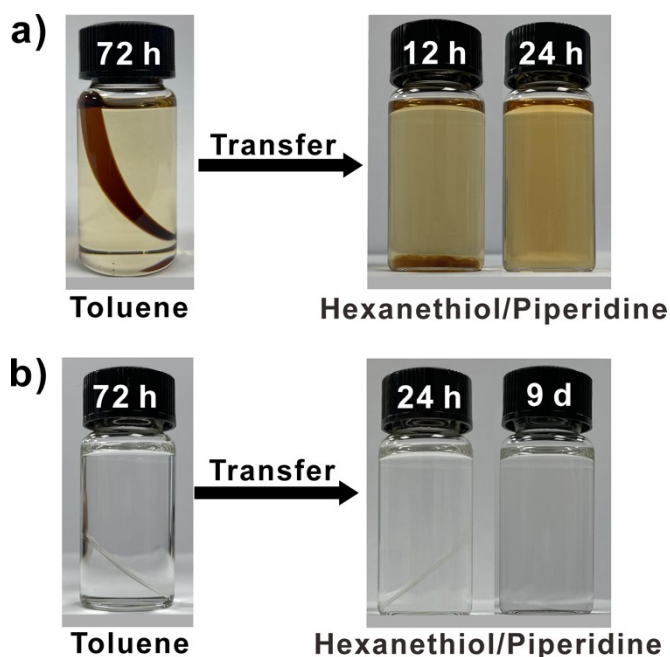 a)
72 h
12 h
24 h
Transfer
Toluene
Hexanethiol/Piperidine
b)
72 h
24 h
9 d
Transfer
Toluene
Hexanethiol/Piperidine